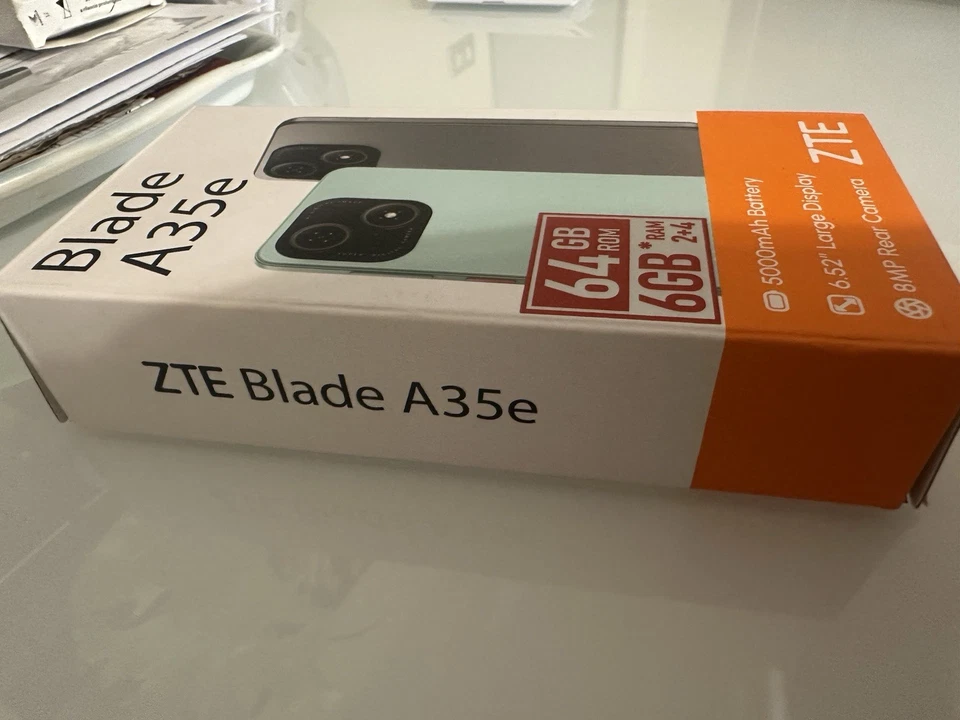 Blade
A35e
64GB
ROM
6GB*
RAM
2+4
ZTE
5000mAh Battery
6.52" Large Display
8MP Rear Camera
ZTE Blade A35e